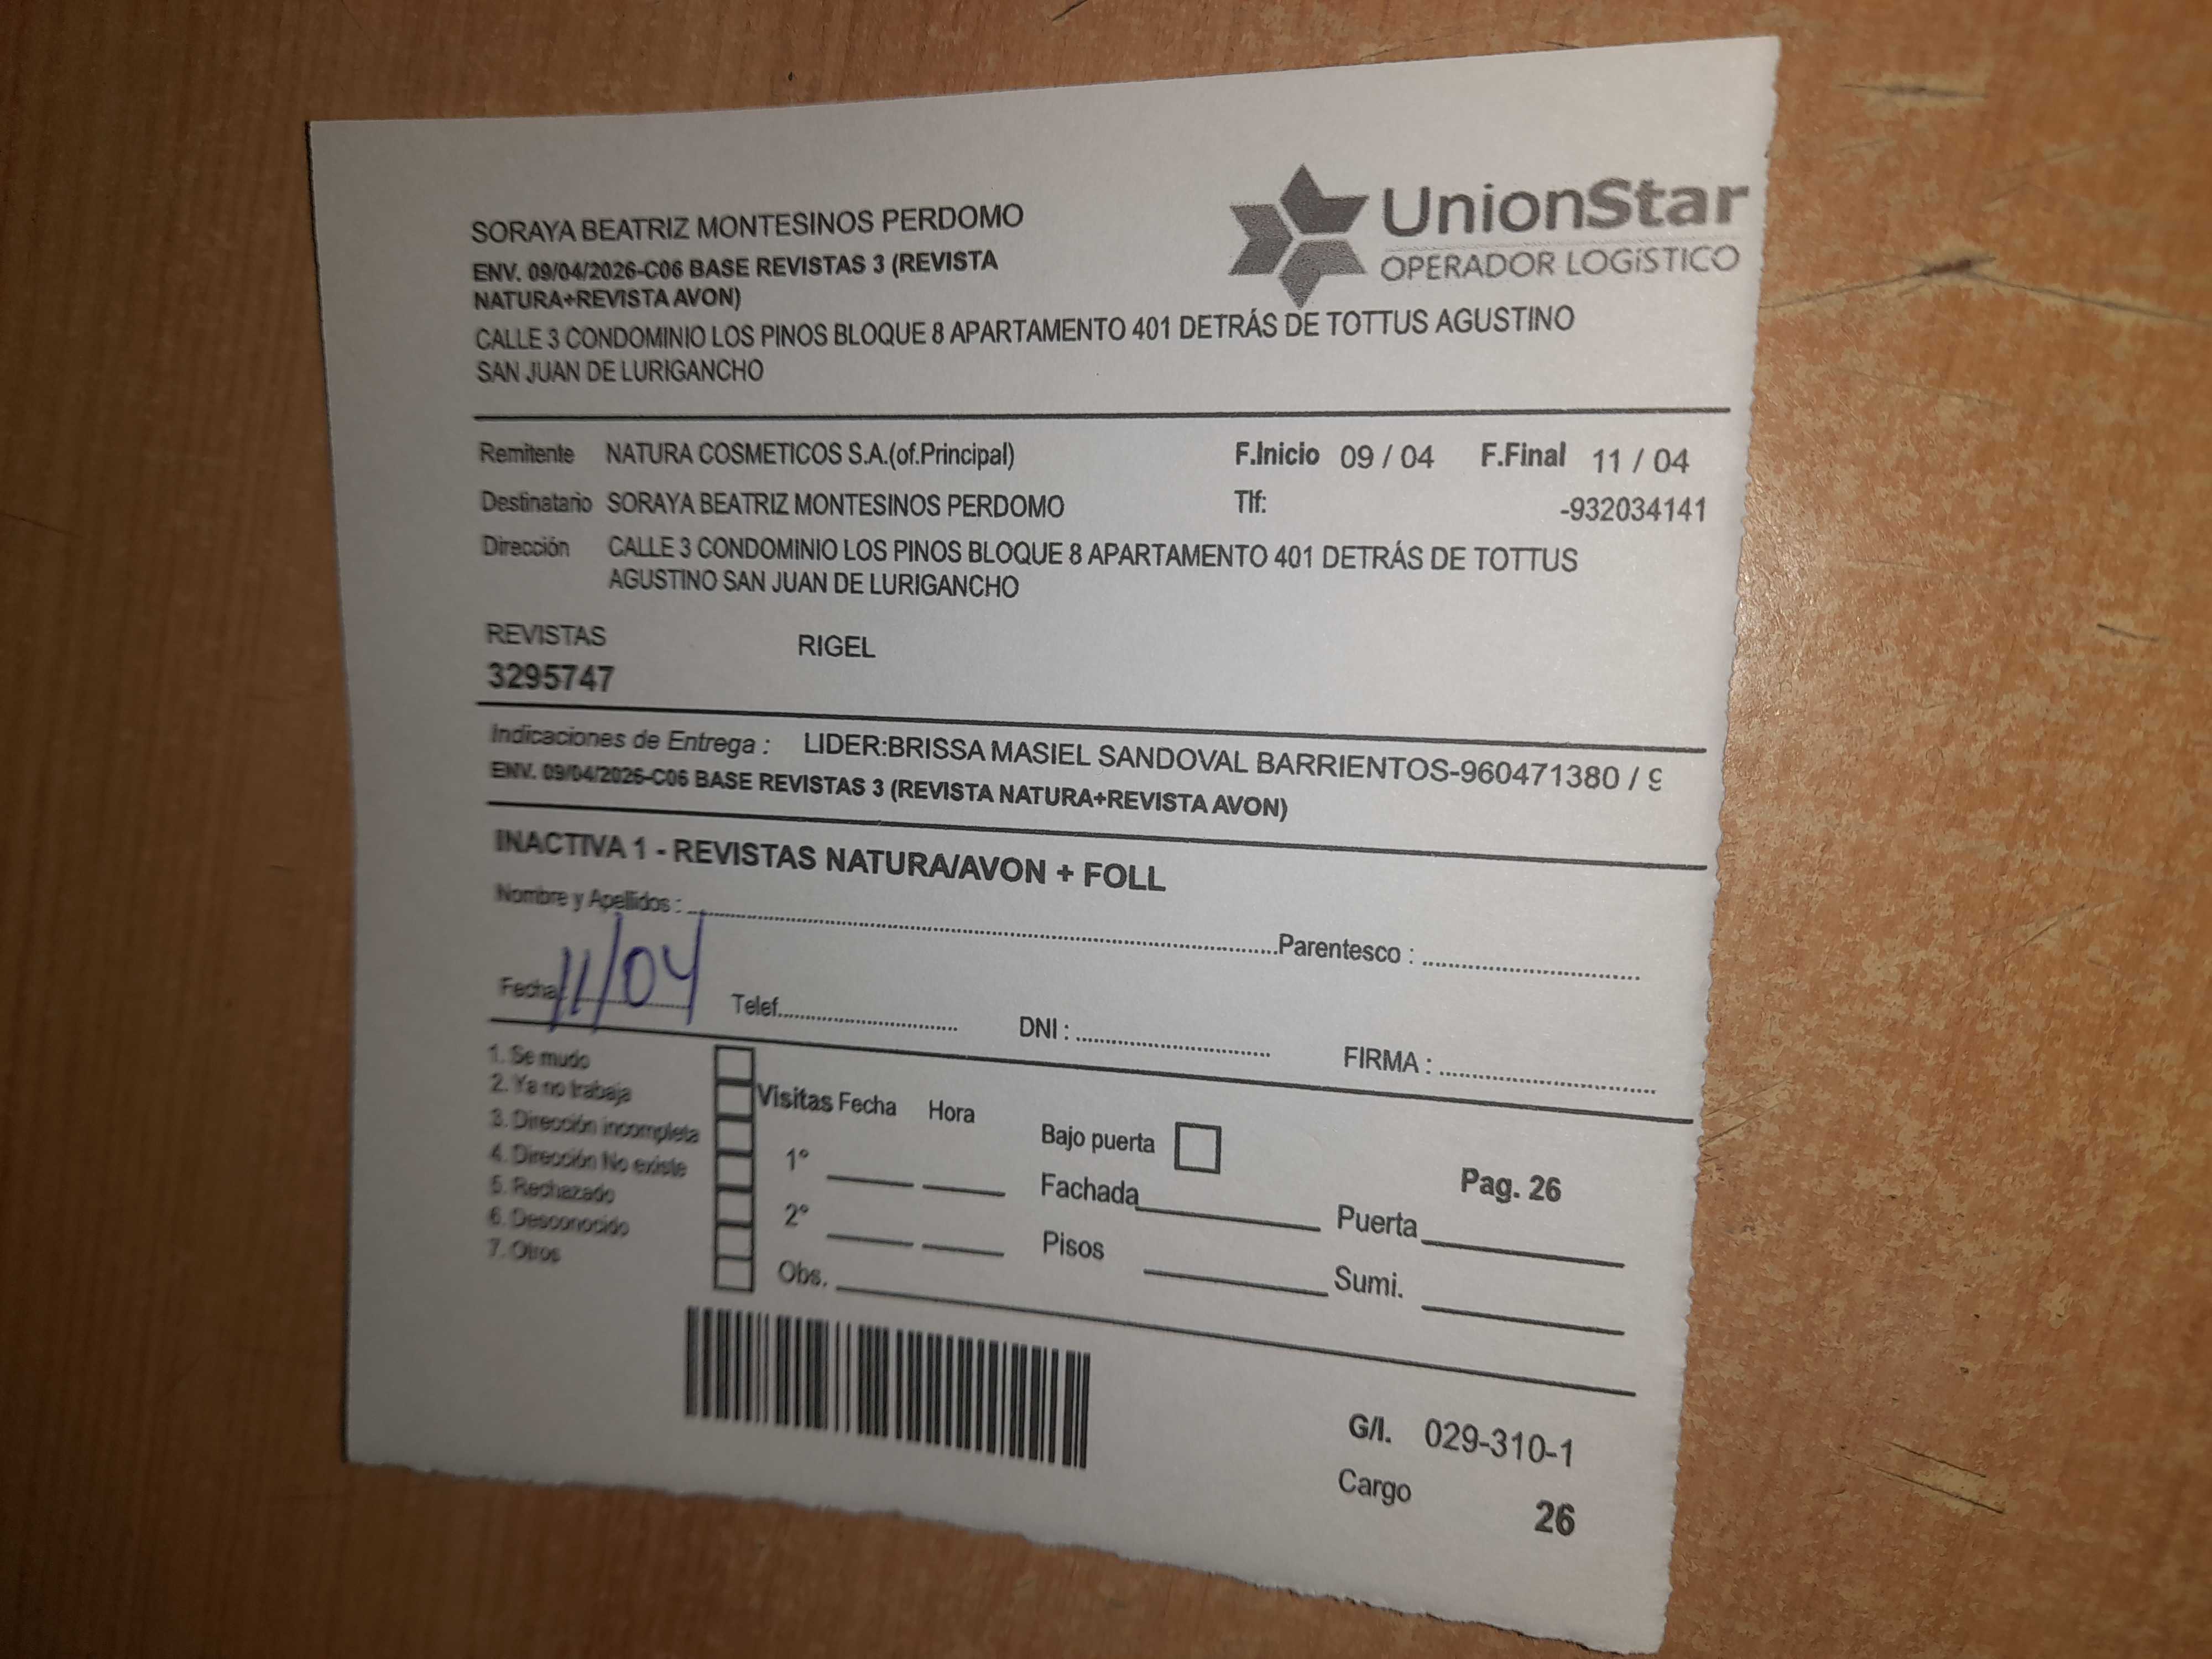 SORAYA BEATRIZ MONTESINOS PERDOMO
ENV. 09/04/2026-C06 BASE REVISTAS 3 (REVISTA
NATURA+REVISTA AVON)
UnionStar
OPERADOR LOGíSTICO
CALLE 3 CONDOMINIO LOS PINOS BLOQUE 8 APARTAMENTO 401 DETRÁS DE TOTTUS AGUSTINO
SAN JUAN DE LURIGANCHO
Remitente NATURA COSMETICOS S.A.(of.Principal) F.Inicio 09 / 04 F.Final 11 / 04
Destinatario SORAYA BEATRIZ MONTESINOS PERDOMO Tlf: -932034141
Dirección CALLE 3 CONDOMINIO LOS PINOS BLOQUE 8 APARTAMENTO 401 DETRÁS DE TOTTUS
AGUSTINO SAN JUAN DE LURIGANCHO
REVISTAS RIGEL
3295747
Indicaciones de Entrega : LIDER:BRISSA MASIEL SANDOVAL BARRIENTOS-960471380 / 9
ENV. 09/04/2026-C06 BASE REVISTAS 3 (REVISTA NATURA+REVISTA AVON)
INACTIVA 1 - REVISTAS NATURA/AVON + FOLL
Nombre y Apellidos : Parentesco :
Fecha 11/04 Telef. DNI : FIRMA :
1. Se mudo
2. Ya no trabaja
3. Dirección incompleta
4. Dirección No existe
5. Rechazado
6. Desconocido
7. Otros
Visitas Fecha Hora
1°
2°
Obs.
Bajo puerta
Fachada
Pisos
Pag. 26
Puerta
Sumi.
G/I. 029-310-1
Cargo 26